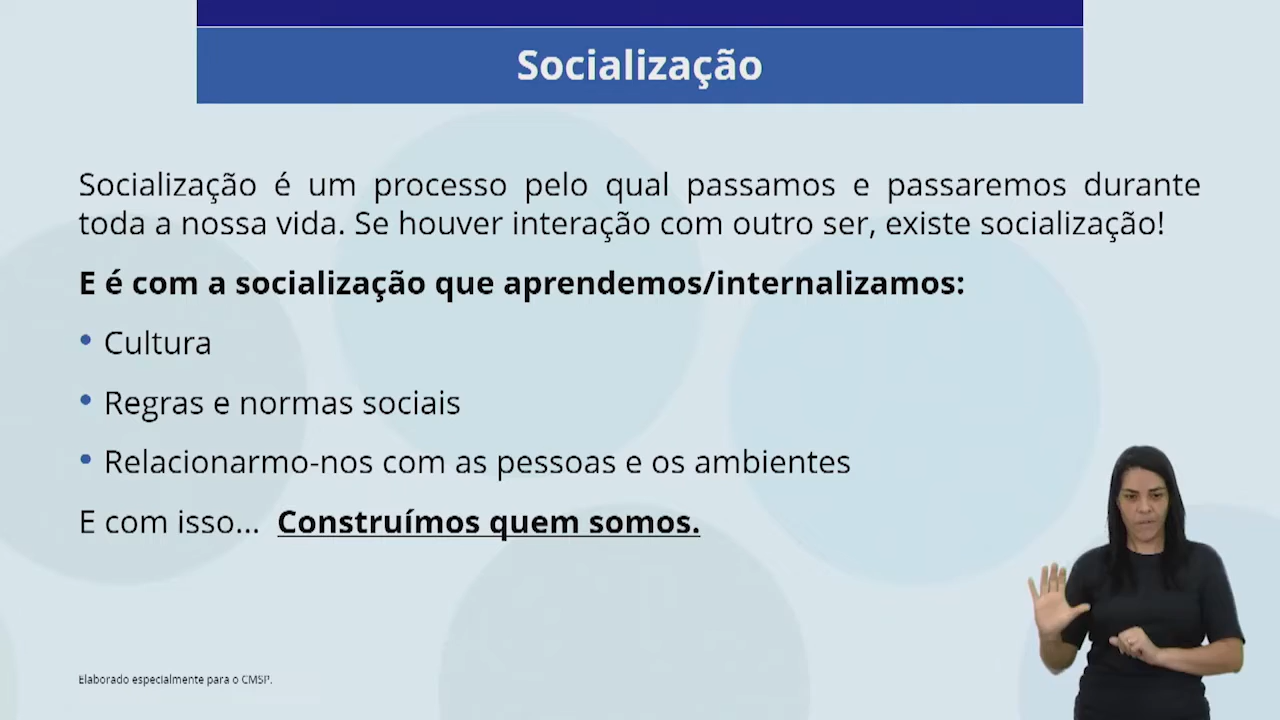 Socialização
Socialização é um processo pelo qual passamos e passaremos durante
toda a nossa vida. Se houver interação com outro ser, existe socialização!
E é com a socialização que aprendemos/internalizamos:
• Cultura
• Regras e normas sociais
• Relacionarmo-nos com as pessoas e os ambientes
E com isso... Construímos quem somos.
Elaborado especialmente para o CMSP.